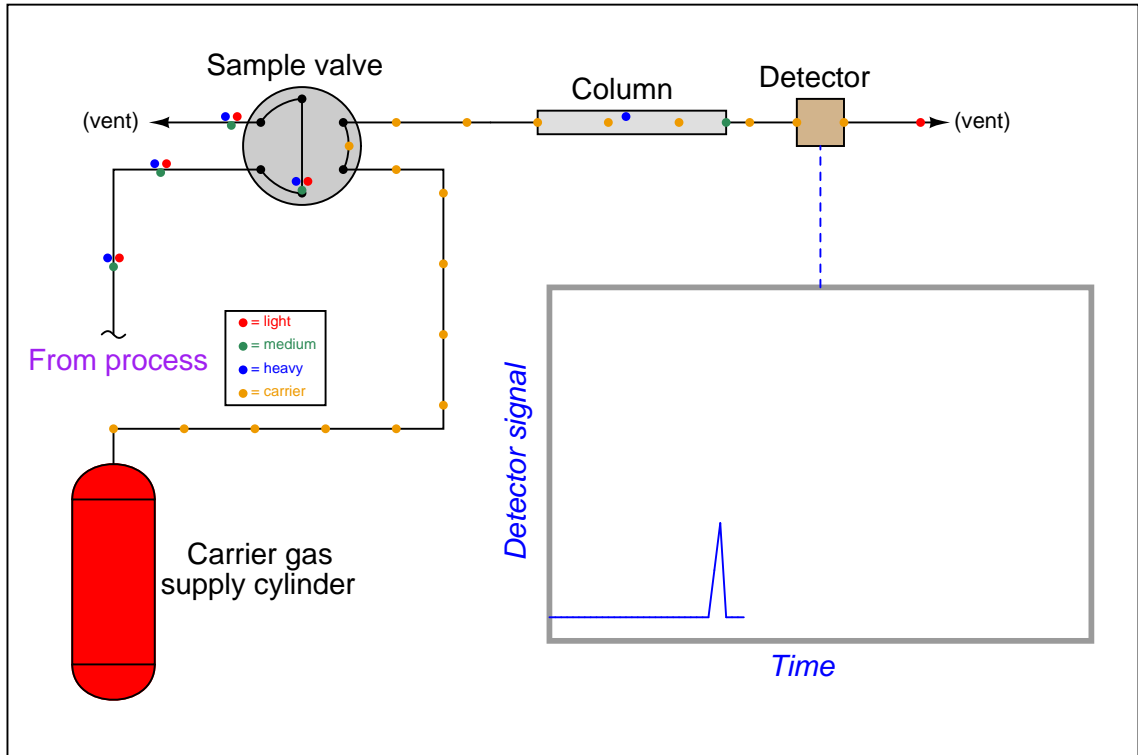 Sample valve
Column
Detector
(vent)
(vent)
= light
= medium
= heavy
= carrier
From process
Carrier gas
supply cylinder
Detector signal
Time